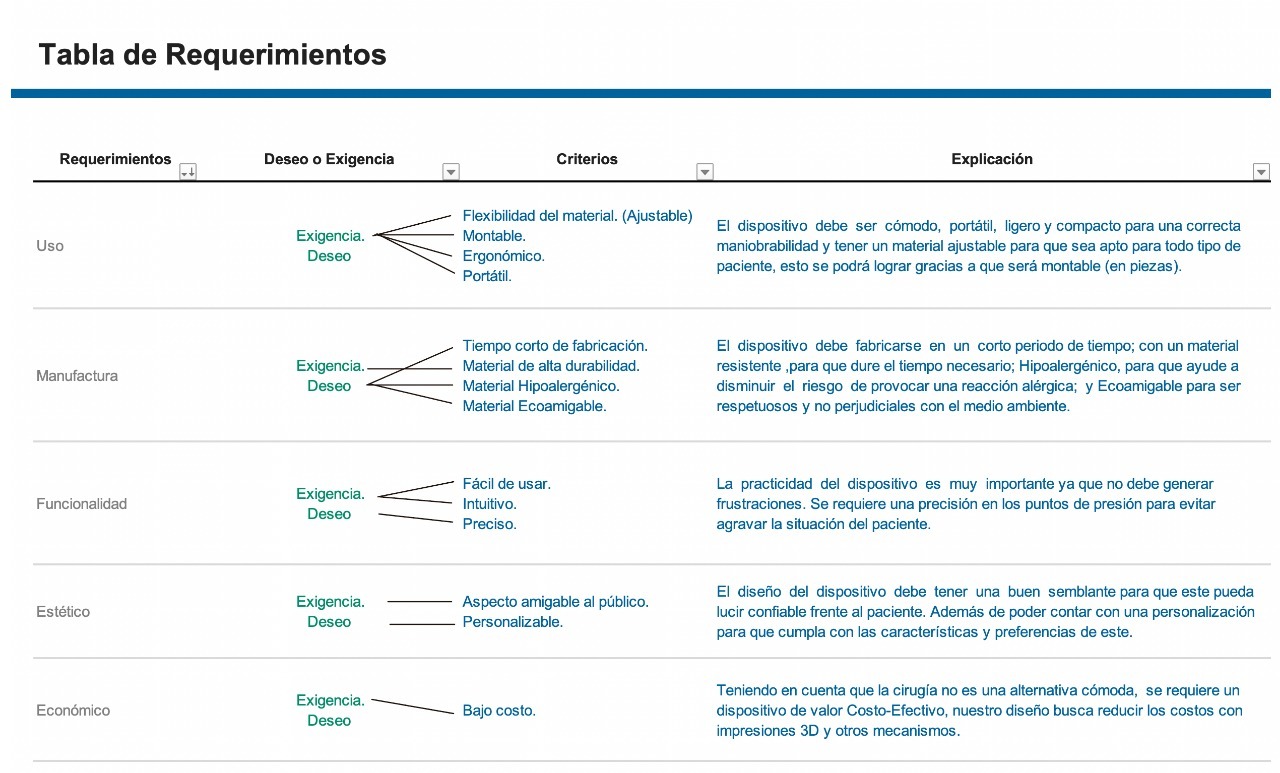 Tabla de Requerimientos
Requerimientos Deseo o Exigencia Criterios Explicación
Uso
Exigencia.
Deseo
Flexibilidad del material. (Ajustable)
Montable.
Ergonómico.
Portátil.
El dispositivo debe ser cómodo, portátil, ligero y compacto para una correcta
maniobrabilidad y tener un material ajustable para que sea apto para todo tipo de
paciente, esto se podrá lograr gracias a que será montable (en piezas).
Manufactura
Exigencia.
Deseo
Tiempo corto de fabricación.
Material de alta durabilidad.
Material Hipoalergénico.
Material Ecoamigable.
El dispositivo debe fabricarse en un corto periodo de tiempo; con un material
resistente ,para que dure el tiempo necesario; Hipoalergénico, para que ayude a
disminuir el riesgo de provocar una reacción alérgica; y Ecoamigable para ser
respetuosos y no perjudiciales con el medio ambiente.
Funcionalidad
Exigencia.
Deseo
Fácil de usar.
Intuitivo.
Preciso.
La practicidad del dispositivo es muy importante ya que no debe generar
frustraciones. Se requiere una precisión en los puntos de presión para evitar
agravar la situación del paciente.
Estético
Exigencia.
Deseo
Aspecto amigable al público.
Personalizable.
El diseño del dispositivo debe tener una buen semblante para que este pueda
lucir confiable frente al paciente. Además de poder contar con una personalización
para que cumpla con las características y preferencias de este.
Económico
Exigencia.
Deseo
Bajo costo.
Teniendo en cuenta que la cirugía no es una alternativa cómoda, se requiere un
dispositivo de valor Costo-Efectivo, nuestro diseño busca reducir los costos con
impresiones 3D y otros mecanismos.